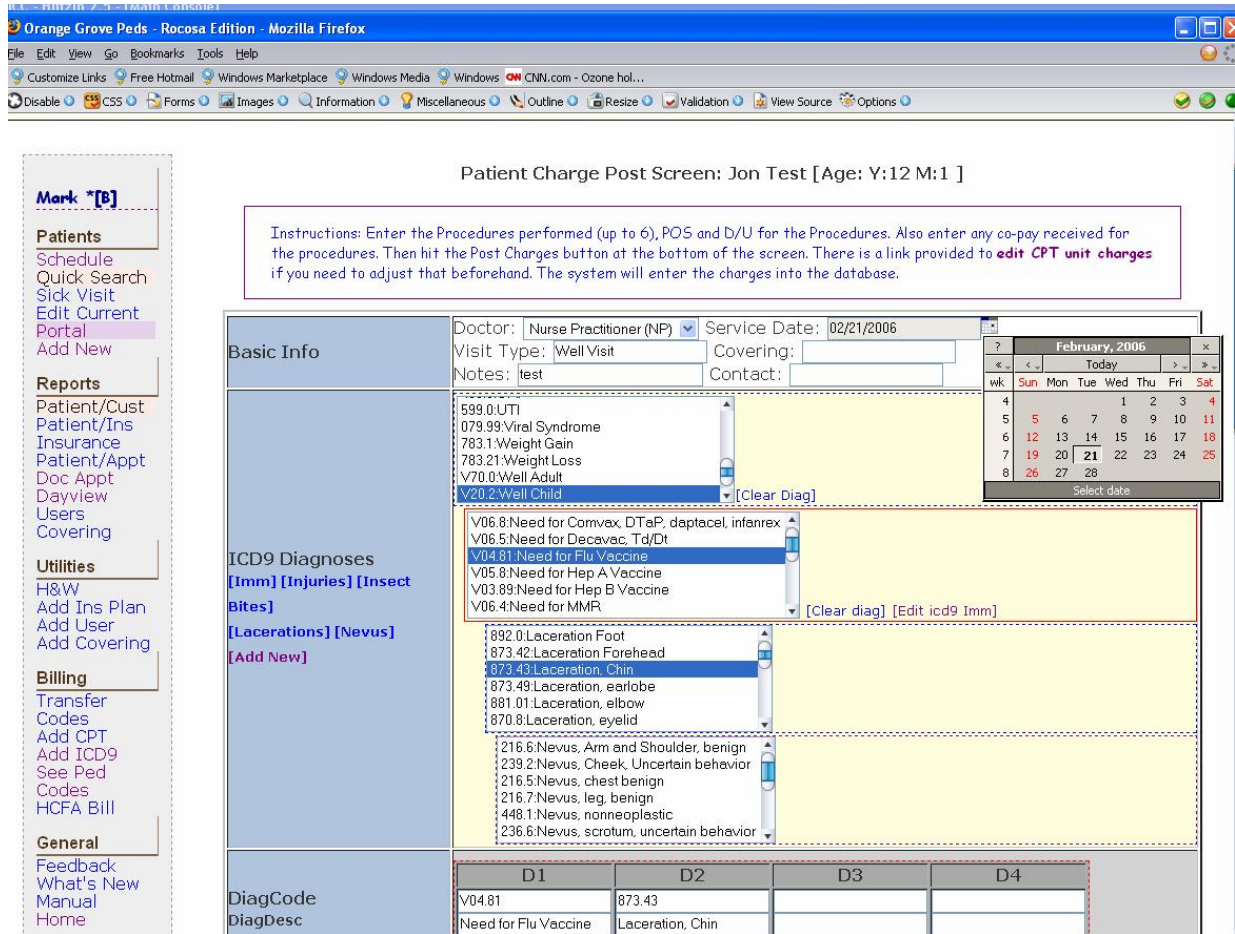 Orange Grove Peds - Rocosa Edition - Mozilla Firefox
File Edit View Go Bookmarks Tools Help
Customize Links Free Hotmail Windows Marketplace Windows Media Windows CNN.com - Ozone hol...
Disable CSS Forms Images Information Miscellaneous Outline Resize Validation View Source Options
Mark *[B]
Patients
Schedule
Quick Search
Sick Visit
Edit Current
Portal
Add New
Reports
Patient/Cust
Patient/Ins
Insurance
Patient/Appt
Doc Appt
Dayview
Users
Covering
Utilities
H&W
Add Ins Plan
Add User
Add Covering
Billing
Transfer
Codes
Add CPT
Add ICD9
See Ped
Codes
HCFA Bill
General
Feedback
What's New
Manual
Home
Patient Charge Post Screen: Jon Test [Age: Y:12 M:1 ]
Instructions: Enter the Procedures performed (up to 6), POS and D/U for the Procedures. Also enter any co-pay received for
the procedures. Then hit the Post Charges button at the bottom of the screen. There is a link provided to edit CPT unit charges
if you need to adjust that beforehand. The system will enter the charges into the database.
Basic Info
Doctor: Nurse Practitioner (NP) Service Date: 02/21/2006
Visit Type: Well Visit Covering:
Notes: test Contact:
? February, 2006 ×
« ‹ Today › »
wk Sun Mon Tue Wed Thu Fri Sat
4 1 2 3 4
5 5 6 7 8 9 10 11
6 12 13 14 15 16 17 18
7 19 20 21 22 23 24 25
8 26 27 28
Select date
ICD9 Diagnoses
[Imm] [Injuries] [Insect
Bites]
[Lacerations] [Nevus]
[Add New]
599.0:UTI
079.99:Viral Syndrome
783.1:Weight Gain
783.21:Weight Loss
V70.0:Well Adult
V20.2:Well Child
[Clear Diag]
V06.8:Need for Comvax, DTaP, daptacel, infanrex
V06.5:Need for Decavac, Td/Dt
V04.81:Need for Flu Vaccine
V05.8:Need for Hep A Vaccine
V03.89:Need for Hep B Vaccine
V06.4:Need for MMR
[Clear diag] [Edit icd9 Imm]
892.0:Laceration Foot
873.42:Laceration Forehead
873.43:Laceration, Chin
873.49:Laceration, earlobe
881.01:Laceration, elbow
870.8:Laceration, eyelid
216.6:Nevus, Arm and Shoulder, benign
239.2:Nevus, Cheek, Uncertain behavior
216.5:Nevus, chest benign
216.7:Nevus, leg, benign
448.1:Nevus, nonneoplastic
236.6:Nevus, scrotum, uncertain behavior
D1 D2 D3 D4
DiagCode
V04.81 873.43
DiagDesc
Need for Flu Vaccine Laceration, Chin